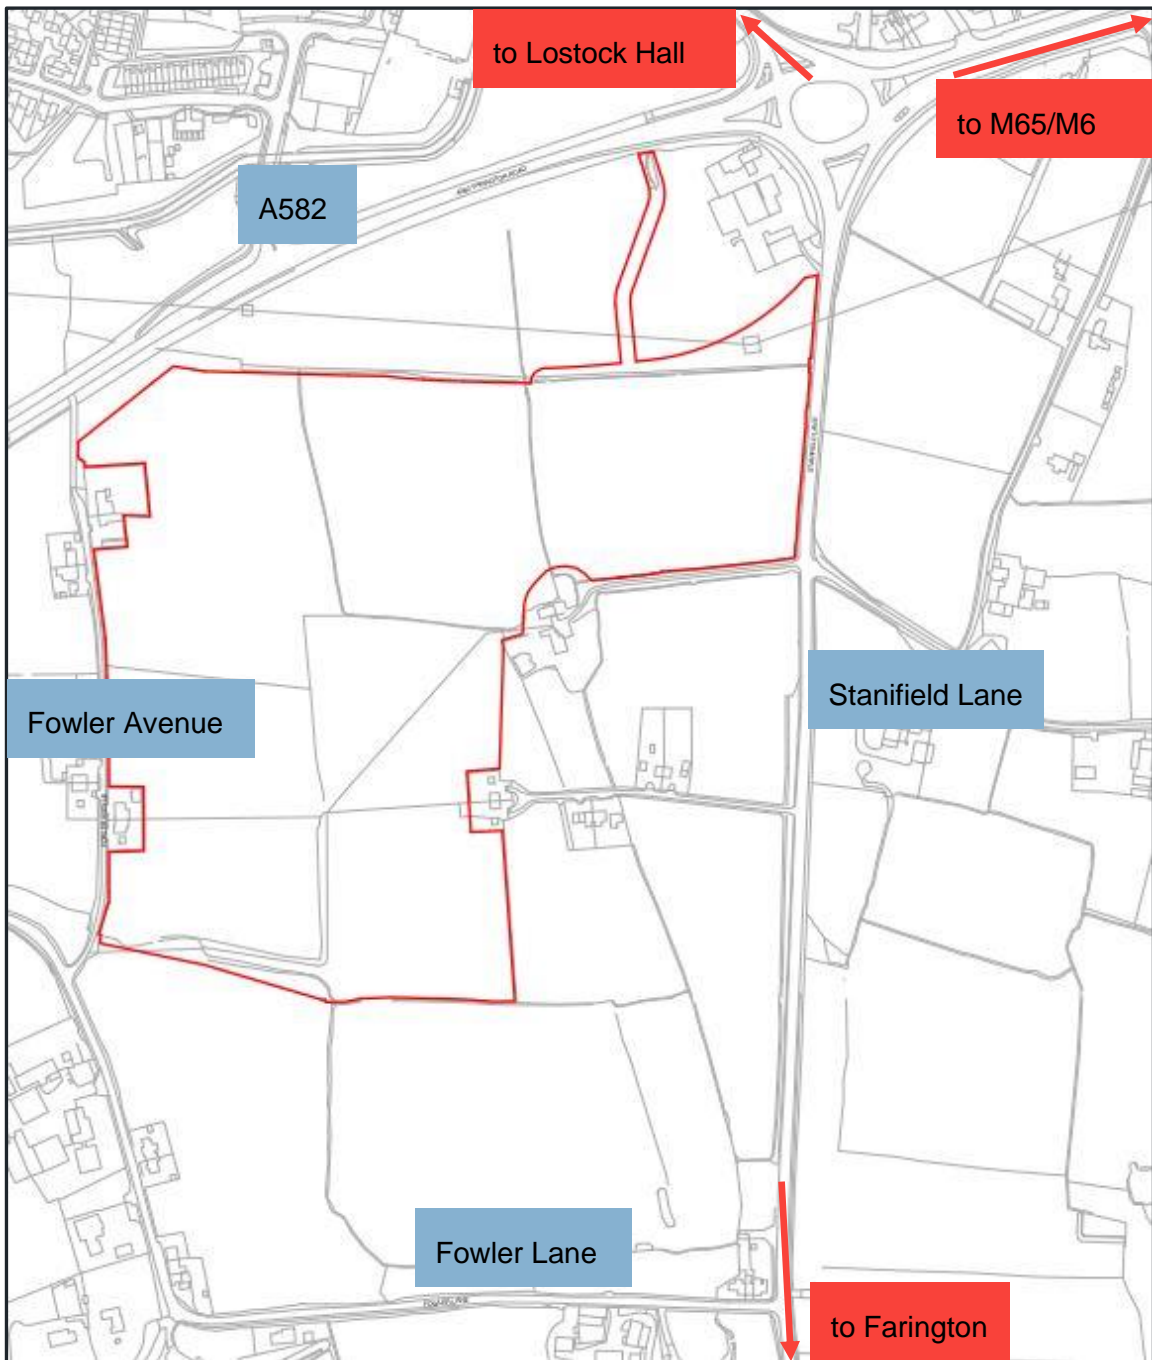 to Lostock Hall
to M65/M6
A582
Fowler Avenue
Stanifield Lane
Fowler Lane
to Farington